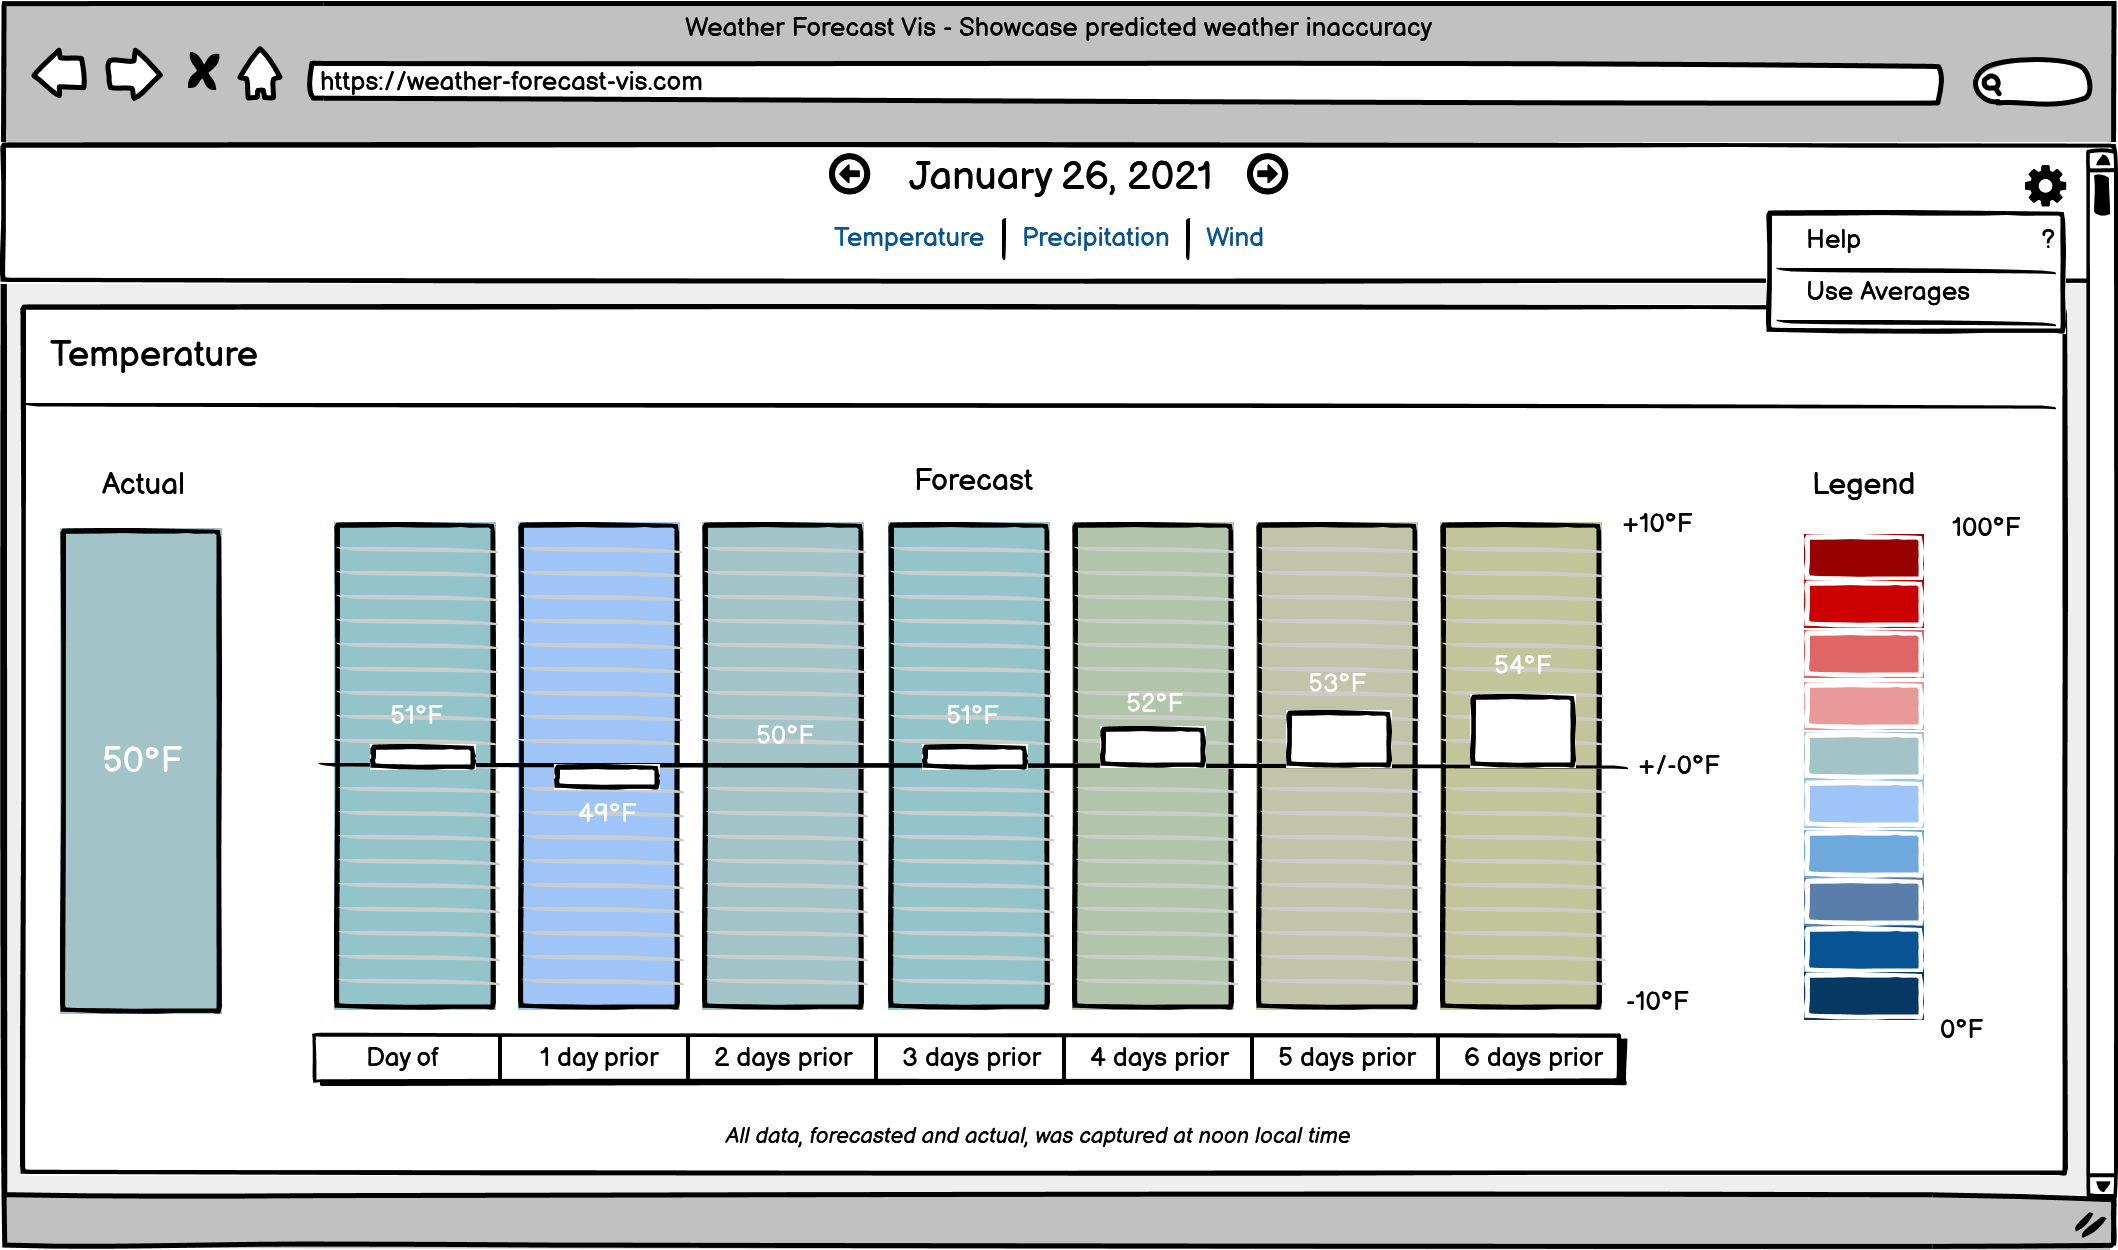 Weather Forecast Vis - Showcase predicted weather inaccuracy
https://weather-forecast-vis.com
January 26, 2021
Temperature | Precipitation | Wind
Help ?
Use Averages
Temperature
Actual
Forecast
Legend
+10°F
100°F
54°F
53°F
52°F
51°F
51°F
50°F
50°F
+/-0°F
49°F
-10°F
0°F
Day of
1 day prior
2 days prior
3 days prior
4 days prior
5 days prior
6 days prior
All data, forecasted and actual, was captured at noon local time